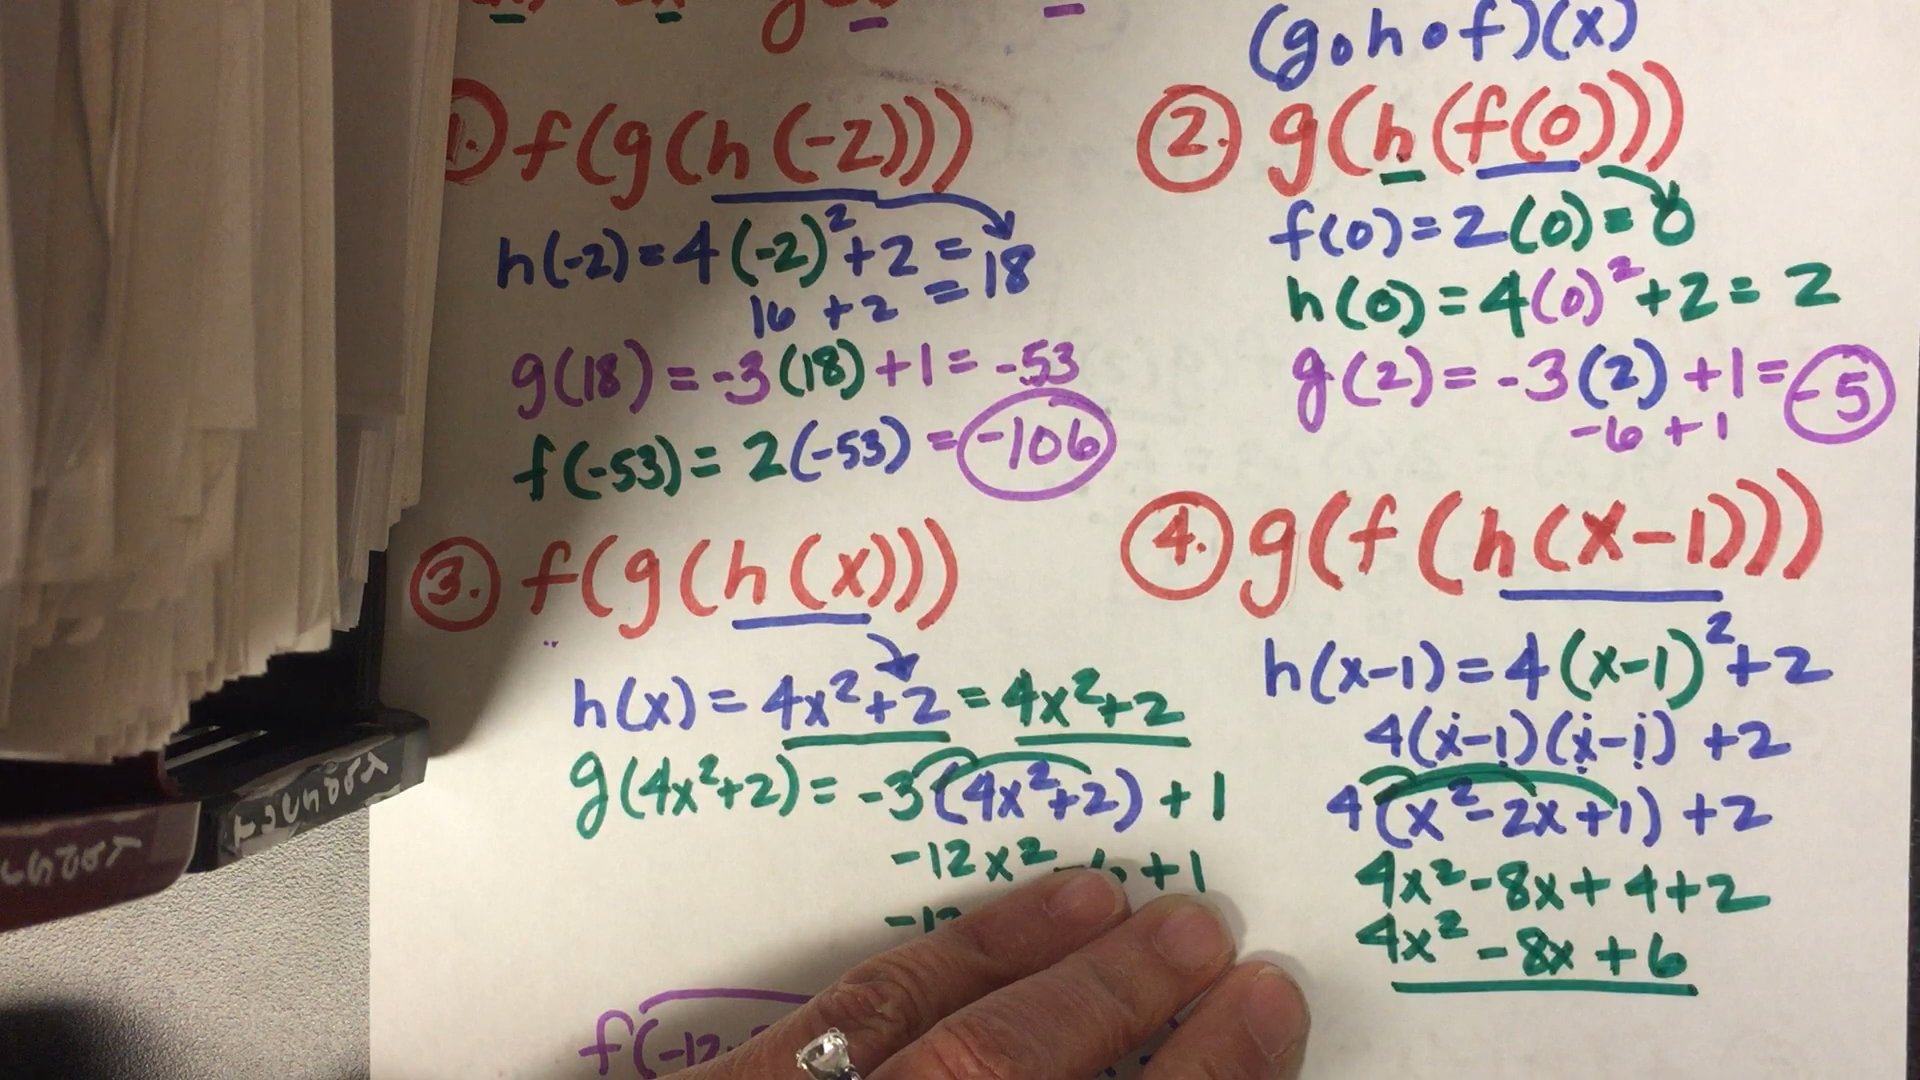 (g∘h∘f)(x)
1. f(g(h(-2)))
h(-2) = 4(-2)²+2 = 18
16 + 2 = 18
g(18) = -3(18)+1 = -53
f(-53) = 2(-53) = -106
2. g(h(f(0)))
f(0) = 2(0) = 0
h(0) = 4(0)²+2 = 2
g(2) = -3(2)+1 = -5
-6 + 1
3. f(g(h(x)))
h(x) = 4x²+2 = 4x²+2
g(4x²+2) = -3(4x²+2) + 1
-12x² - 6 + 1
-12
f(-12
4. g(f(h(x-1)))
h(x-1) = 4(x-1)²+2
4(x-1)(x-1) + 2
4(x²-2x+1) + 2
4x²-8x+4+2
4x² - 8x + 6